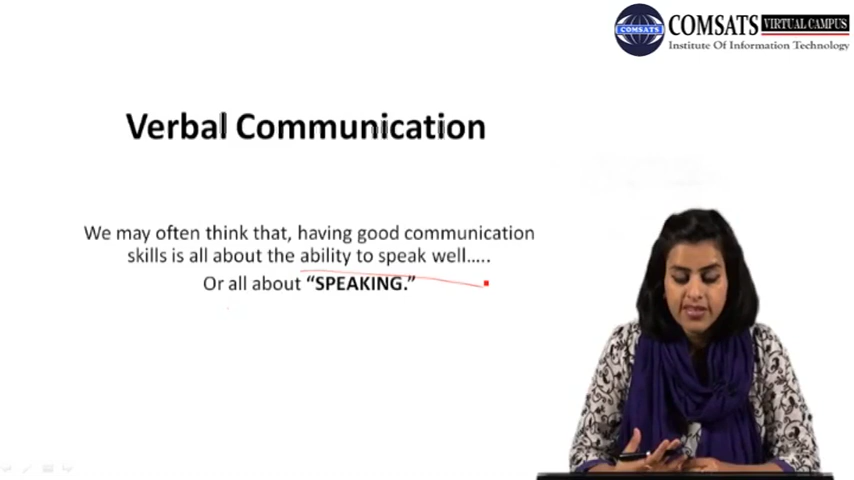 COMSATS
COMSATS VIRTUAL CAMPUS
Institute Of Information Technology
Verbal Communication
We may often think that, having good communication
skills is all about the ability to speak well.....
Or all about “SPEAKING.”